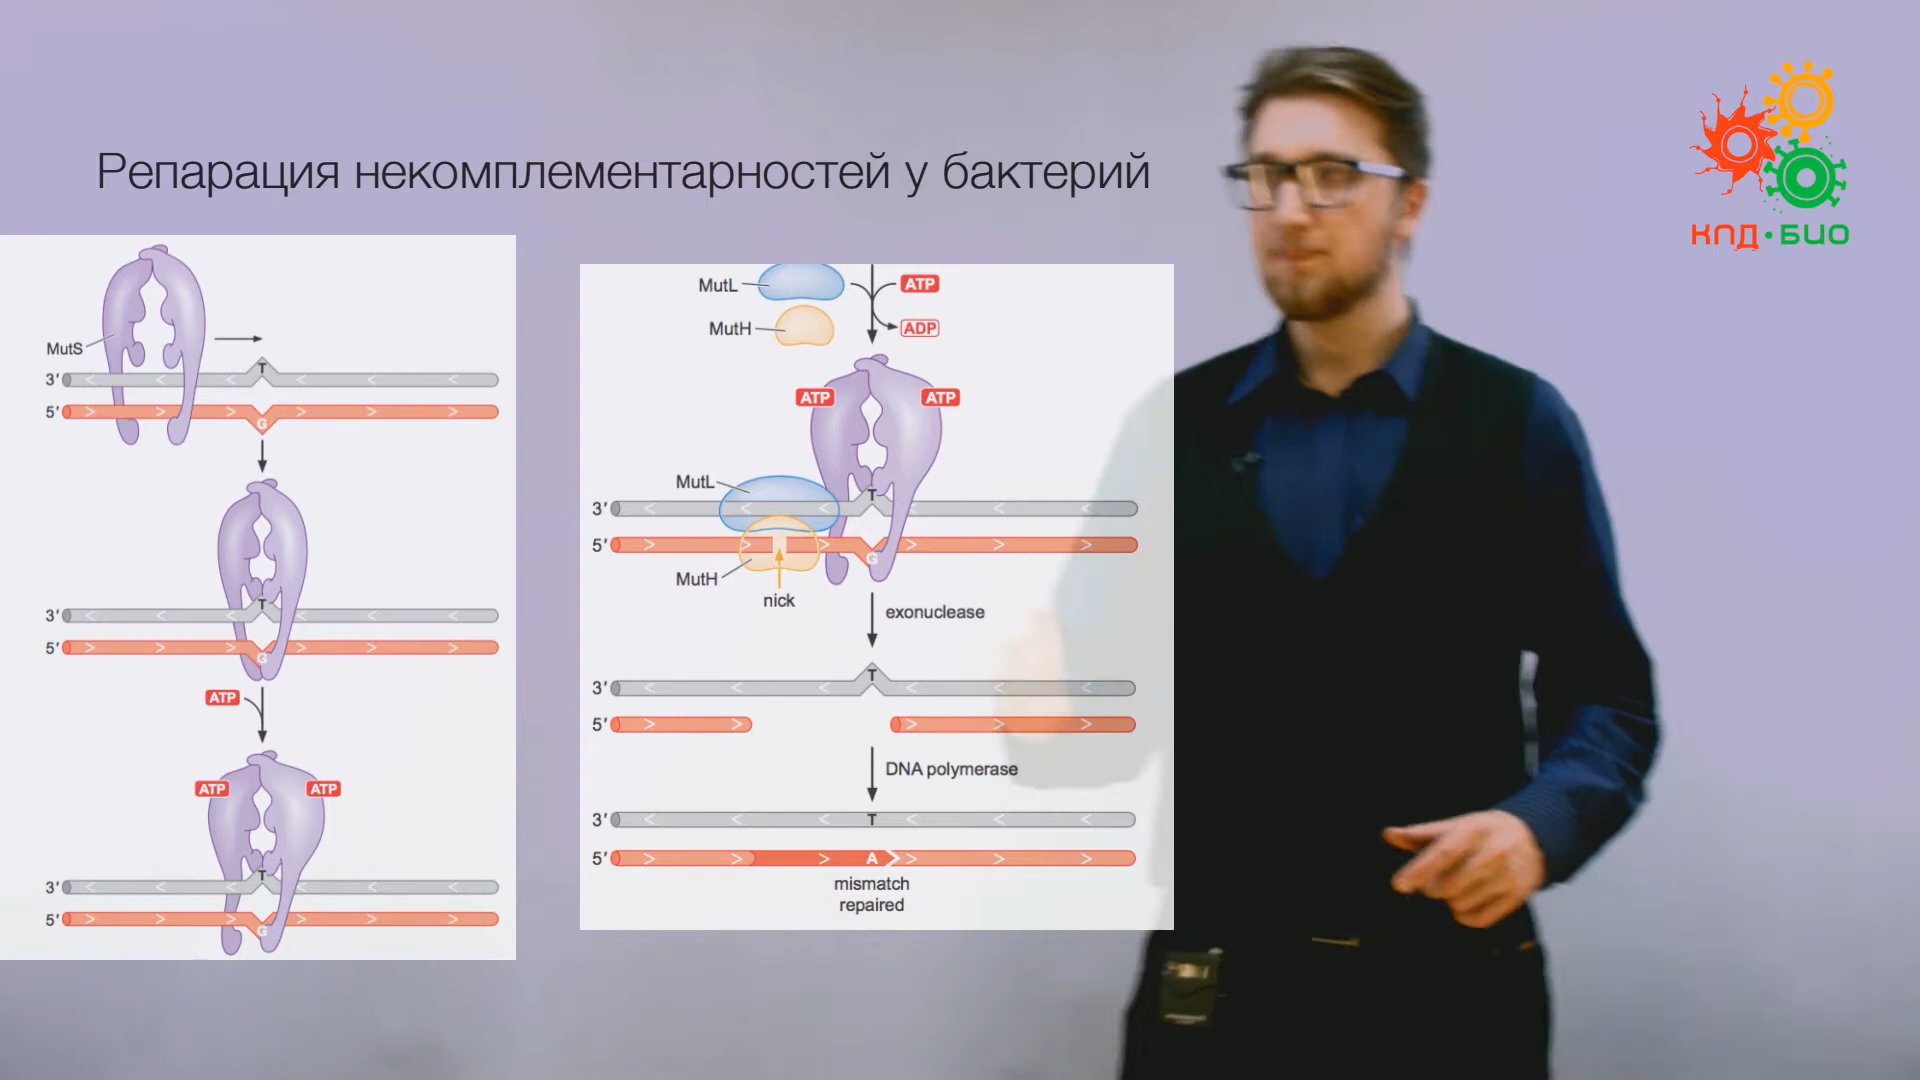 Репарация некомплементарностей у бактерий
КПД•БИО
MutS
T
3′
5′
G
T
3′
5′
G
ATP
ATP ATP
T
3′
5′
G
MutL ATP
MutH ADP
ATP ATP
MutL
T
3′
5′
G
MutH
nick
exonuclease
T
3′
5′
DNA polymerase
3′ T
5′ A
mismatch
repaired